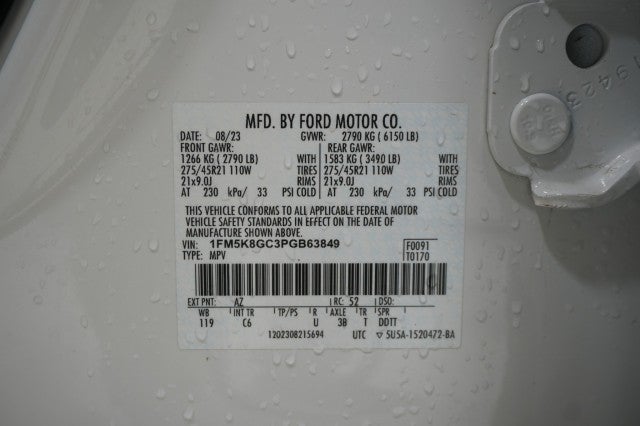 MFD. BY FORD MOTOR CO.
DATE: 08/23 GVWR: 2790 KG ( 6150 LB)
FRONT GAWR: REAR GAWR:
1266 KG ( 2790 LB) WITH 1583 KG ( 3490 LB) WITH
275/45R21 110W TIRES 275/45R21 110W TIRES
21x9.0J RIMS 21x9.0J RIMS
AT 230 kPa/ 33 PSI COLD AT 230 kPa/ 33 PSI COLD
THIS VEHICLE CONFORMS TO ALL APPLICABLE FEDERAL MOTOR
VEHICLE SAFETY STANDARDS IN EFFECT ON THE DATE OF
MANUFACTURE SHOWN ABOVE.
VIN: 1FM5K8GC3PGB63849 F0091
TYPE: MPV T0170
EXT PNT: AZ RC: 52 DSO:
WB INT TR TP/PS R AXLE TR SPR
119 C6 U 3B T DDTT
1202308215694 UTC ▽ 5U5A-1520472-BA
19423